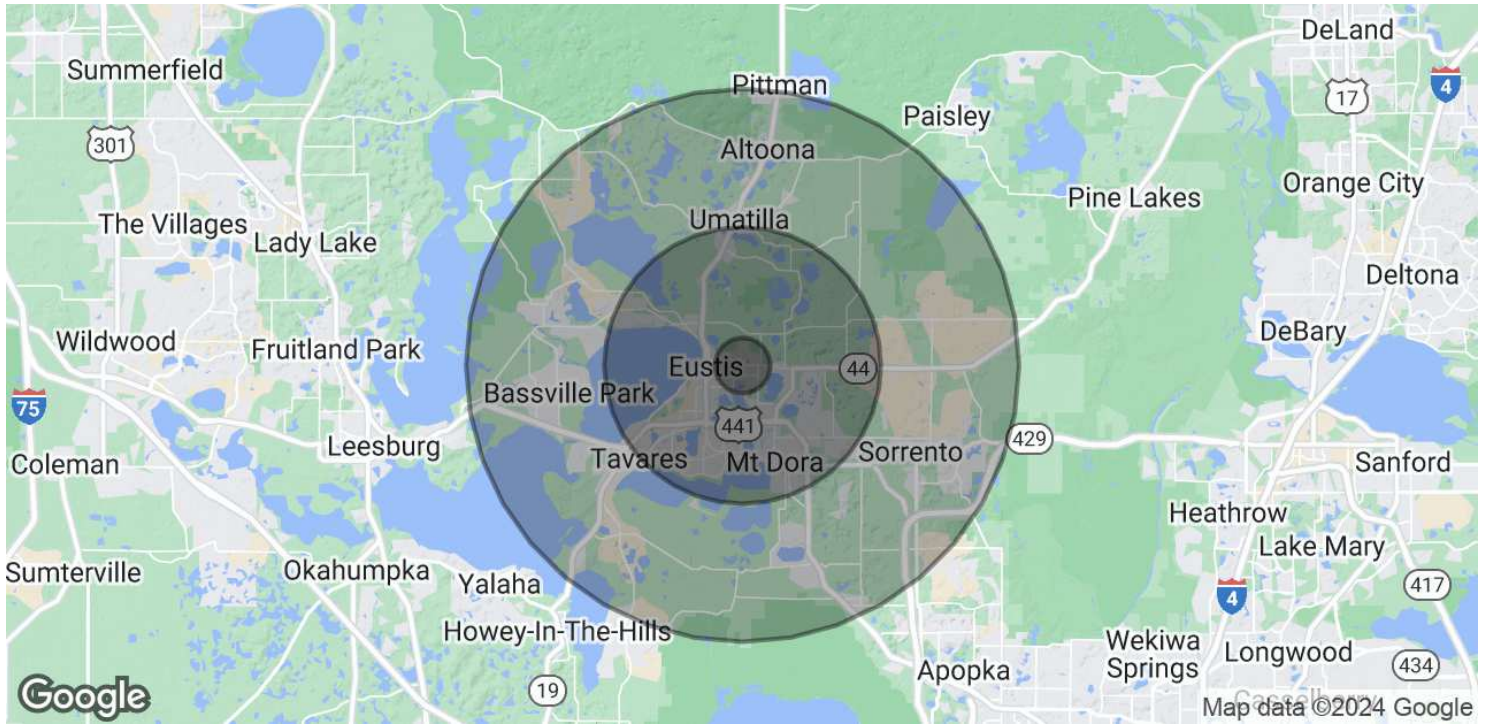 DeLand
Summerfield
4
Pittman
17
Paisley
301
Altoona
Orange City
Pine Lakes
Umatilla
The Villages
Lady Lake
Deltona
DeBary
Wildwood
Fruitland Park
Eustis
44
Bassville Park
75
441
429
Leesburg
Sorrento
Tavares
Mt Dora
Coleman
Sanford
Heathrow
Lake Mary
Sumterville
Okahumpka
Yalaha
417
4
Howey-In-The-Hills
Wekiwa
Springs
Longwood
434
Apopka
19
Google
Casselberry
Map data ©2024 Google